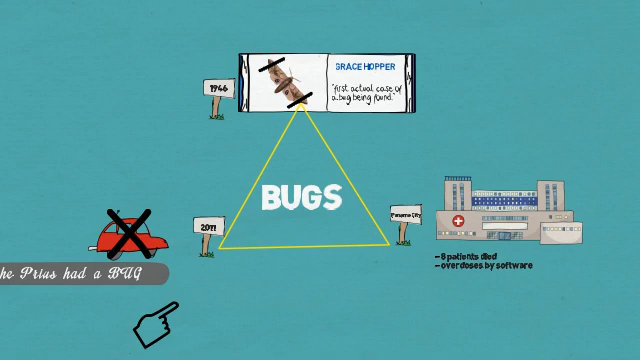 1946
GRACE HOPPER
"first actual case of
a bug being found."
BUGS
2011
Panama City
he Prius had a BUG
- 8 patients died
- overdoses by software